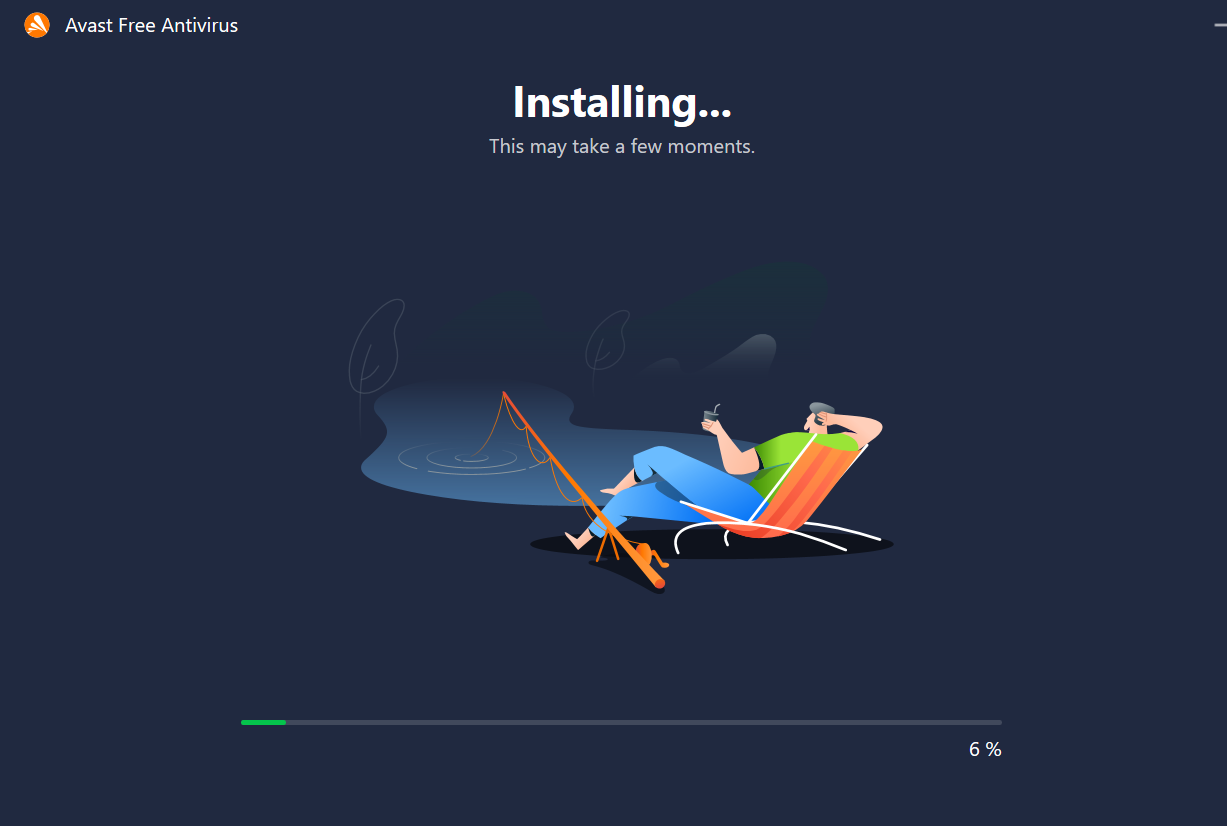 Avast Free Antivirus
Installing...
This may take a few moments.
6 %